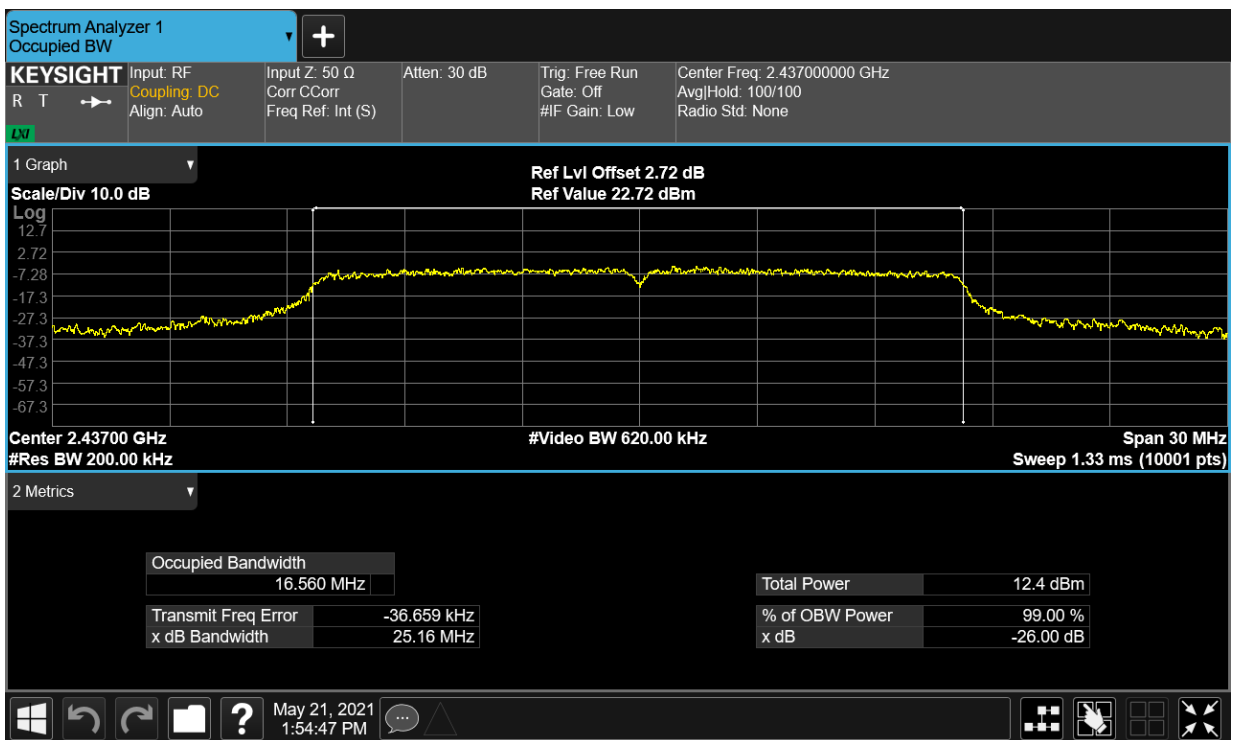 Spectrum Analyzer 1
Occupied BW
KEYSIGHT
R T
LXI
Input: RF
Coupling: DC
Align: Auto
Input Z: 50 Ω
Corr CCorr
Freq Ref: Int (S)
Atten: 30 dB
Trig: Free Run
Gate: Off
#IF Gain: Low
Center Freq: 2.437000000 GHz
Avg|Hold: 100/100
Radio Std: None
1 Graph
Scale/Div 10.0 dB
Ref Lvl Offset 2.72 dB
Ref Value 22.72 dBm
Log
12.7
2.72
-7.28
-17.3
-27.3
-37.3
-47.3
-57.3
-67.3
Center 2.43700 GHz
#Res BW 200.00 kHz
#Video BW 620.00 kHz
Span 30 MHz
Sweep 1.33 ms (10001 pts)
2 Metrics
Occupied Bandwidth
16.560 MHz
Transmit Freq Error -36.659 kHz
x dB Bandwidth 25.16 MHz
Total Power 12.4 dBm
% of OBW Power 99.00 %
x dB -26.00 dB
?
May 21, 2021
1:54:47 PM